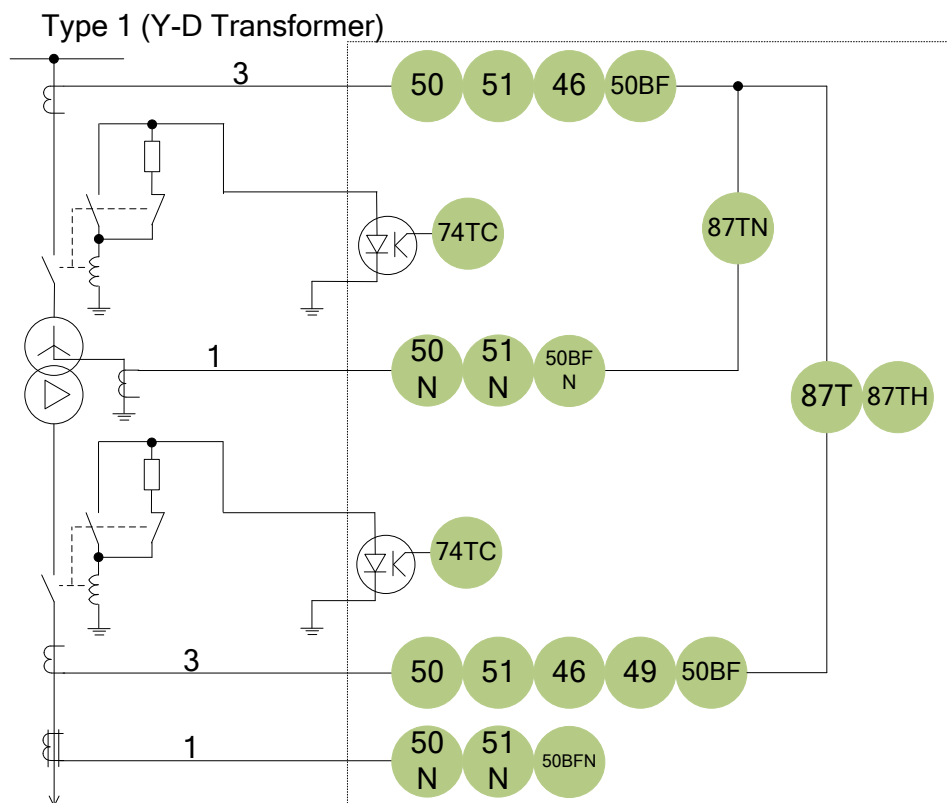 Type 1 (Y-D Transformer)
3
50
51
46
50BF
74TC
87TN
1
50
N
51
N
50BF
N
87T
87TH
74TC
3
50
51
46
49
50BF
1
50
N
51
N
50BFN